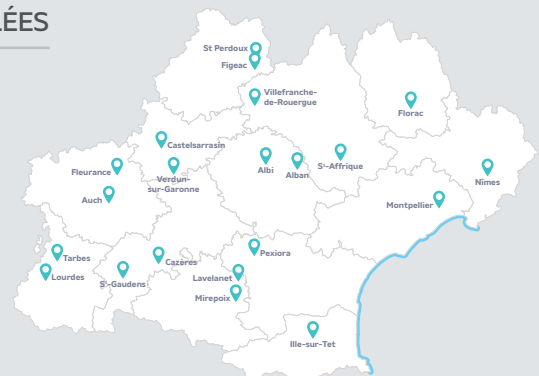 LÉES
St Perdoux
Figeac
Villefranche-
de-Rouergue
Florac
Castelsarrasin
Fleurance
Verdun-
sur-Garonne
Albi
Alban
Sᵗ-Affrique
Nîmes
Auch
Montpellier
Tarbes
Cazères
Pexiora
Lourdes
Sᵗ-Gaudens
Lavelanet
Mirepoix
Ille-sur-Tet